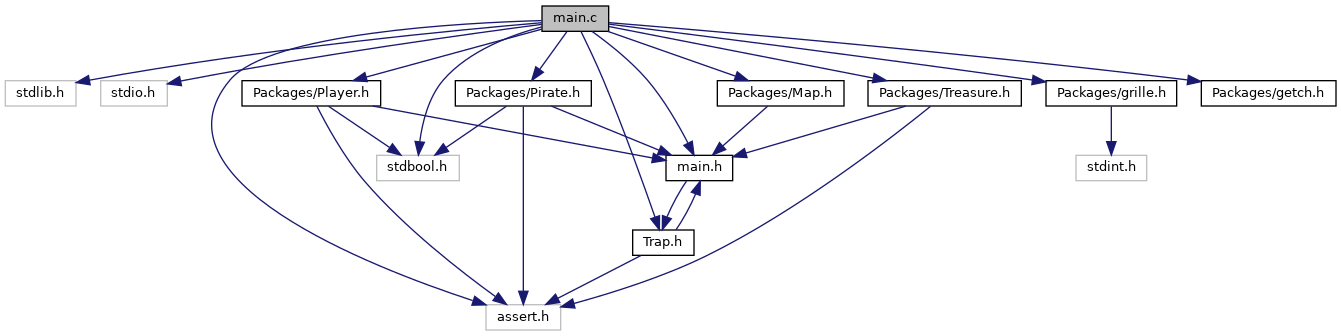 main.c
stdlib.h
stdio.h
Packages/Player.h
Packages/Pirate.h
Packages/Map.h
Packages/Treasure.h
Packages/grille.h
Packages/getch.h
stdbool.h
main.h
stdint.h
Trap.h
assert.h